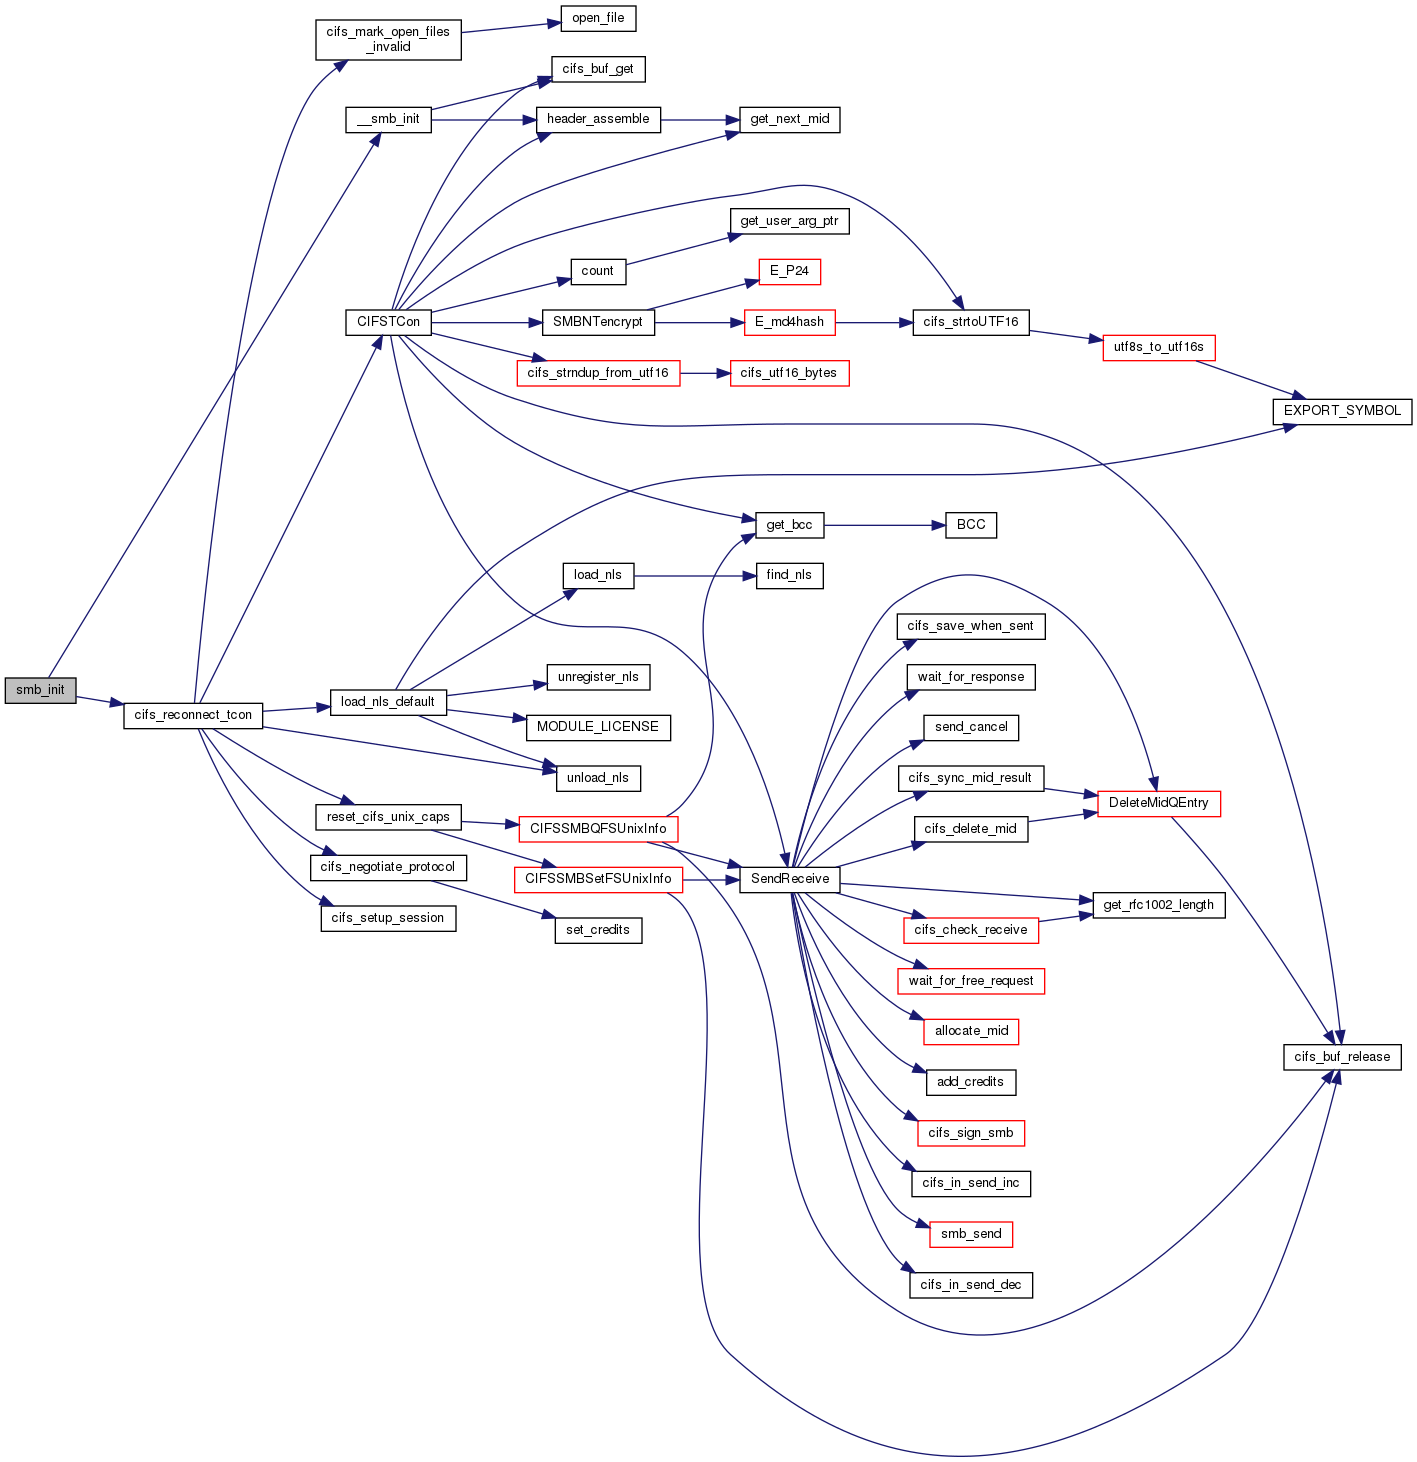 open_file
cifs_mark_open_files
_invalid
cifs_buf_get
__smb_init
header_assemble
get_next_mid
get_user_arg_ptr
count
E_P24
CIFSTCon
SMBNTencrypt
E_md4hash
cifs_strtoUTF16
utf8s_to_utf16s
cifs_strndup_from_utf16
cifs_utf16_bytes
EXPORT_SYMBOL
get_bcc
BCC
load_nls
find_nls
cifs_save_when_sent
unregister_nls
wait_for_response
smb_init
load_nls_default
cifs_reconnect_tcon
MODULE_LICENSE
send_cancel
unload_nls
cifs_sync_mid_result
DeleteMidQEntry
reset_cifs_unix_caps
CIFSSMBQFSUnixInfo
cifs_delete_mid
cifs_negotiate_protocol
CIFSSMBSetFSUnixInfo
SendReceive
get_rfc1002_length
cifs_setup_session
set_credits
cifs_check_receive
wait_for_free_request
allocate_mid
cifs_buf_release
add_credits
cifs_sign_smb
cifs_in_send_inc
smb_send
cifs_in_send_dec